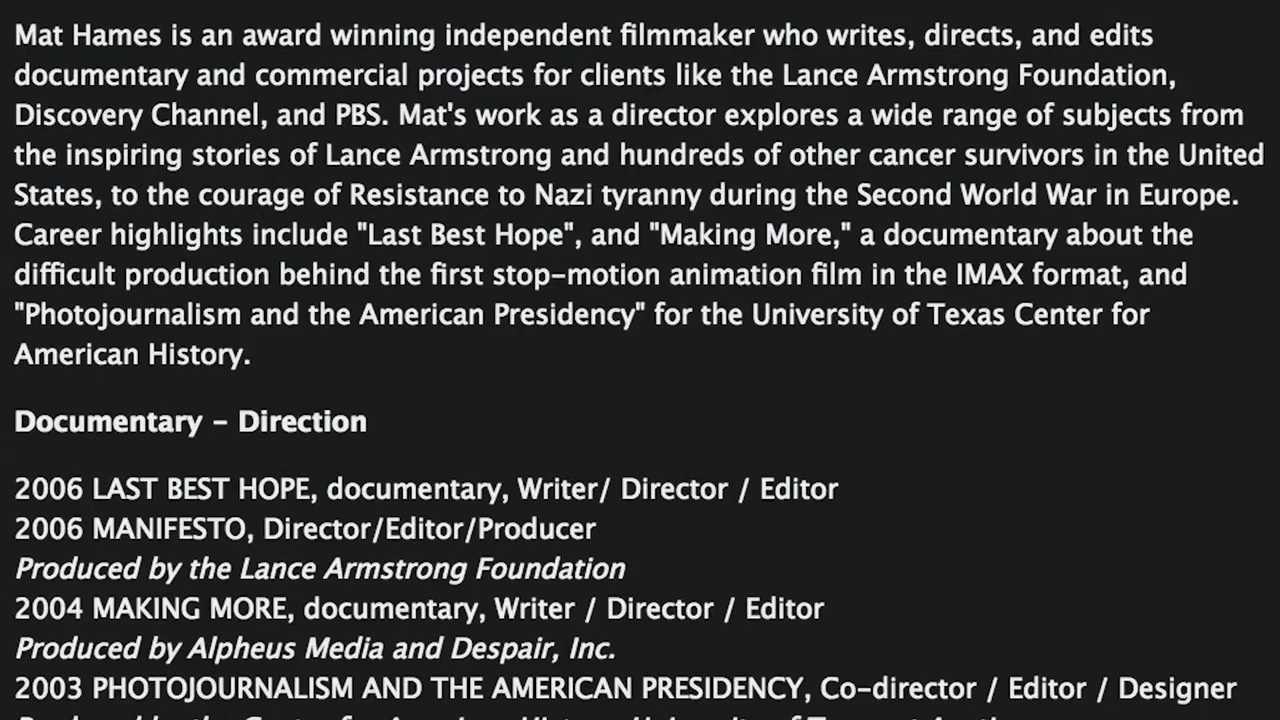 Mat Hames is an award winning independent filmmaker who writes, directs, and edits
documentary and commercial projects for clients like the Lance Armstrong Foundation,
Discovery Channel, and PBS. Mat's work as a director explores a wide range of subjects from
the inspiring stories of Lance Armstrong and hundreds of other cancer survivors in the United
States, to the courage of Resistance to Nazi tyranny during the Second World War in Europe.
Career highlights include "Last Best Hope", and "Making More," a documentary about the
difficult production behind the first stop-motion animation film in the IMAX format, and
"Photojournalism and the American Presidency" for the University of Texas Center for
American History.
Documentary - Direction
2006 LAST BEST HOPE, documentary, Writer/ Director / Editor
2006 MANIFESTO, Director/Editor/Producer
Produced by the Lance Armstrong Foundation
2004 MAKING MORE, documentary, Writer / Director / Editor
Produced by Alpheus Media and Despair, Inc.
2003 PHOTOJOURNALISM AND THE AMERICAN PRESIDENCY, Co-director / Editor / Designer